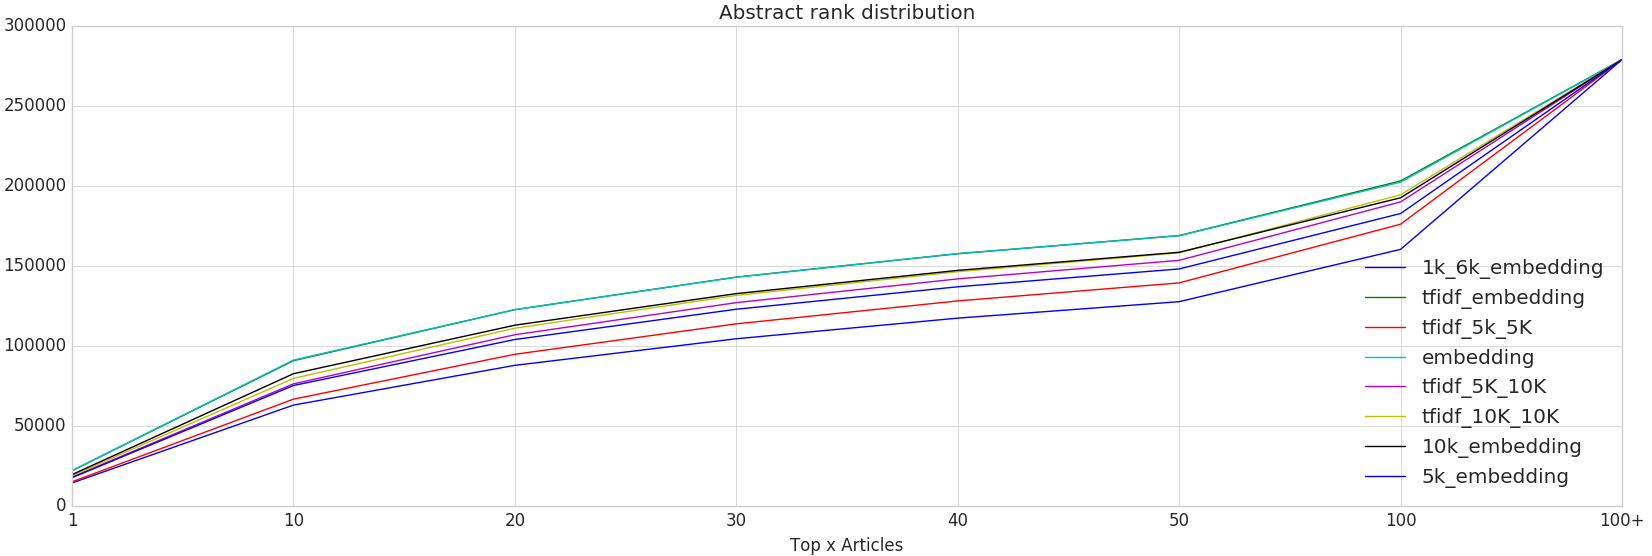 Abstract rank distribution
300000
250000
200000
150000
100000
50000
0
1 10 20 30 40 50 100 100+
Top x Articles
1k_6k_embedding
tfidf_embedding
tfidf_5k_5K
embedding
tfidf_5K_10K
tfidf_10K_10K
10k_embedding
5k_embedding